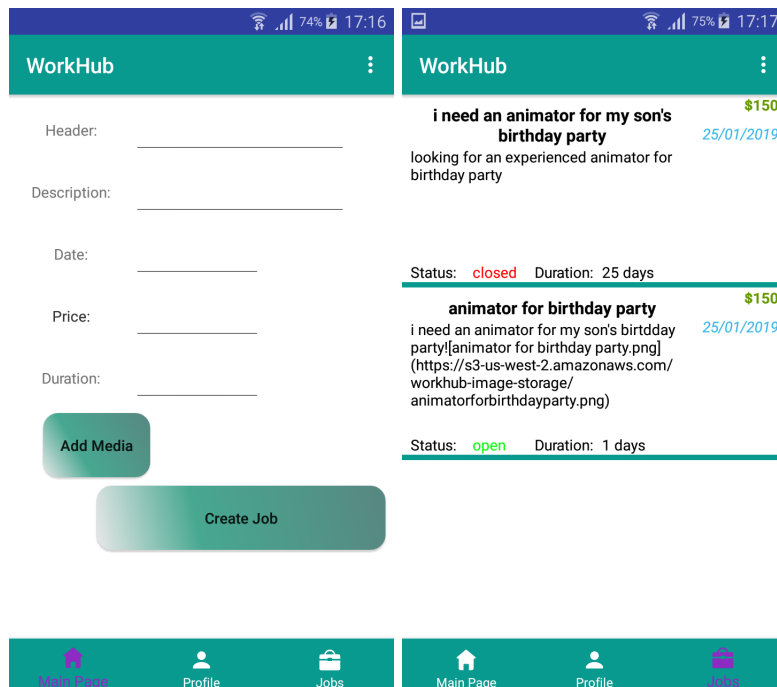 74% 17:16
WorkHub
Header:
Description:
Date:
Price:
Duration:
Add Media
Create Job
Main Page Profile Jobs
75% 17:17
WorkHub
$150
i need an animator for my son's
birthday party
25/01/2019
looking for an experienced animator for
birthday party
Status: closed Duration: 25 days
$150
animator for birthday party
25/01/2019
i need an animator for my son's birtdday
party![animator for birthday party.png]
(https://s3-us-west-2.amazonaws.com/
workhub-image-storage/
animatorforbirthdayparty.png)
Status: open Duration: 1 days
Main Page Profile Jobs